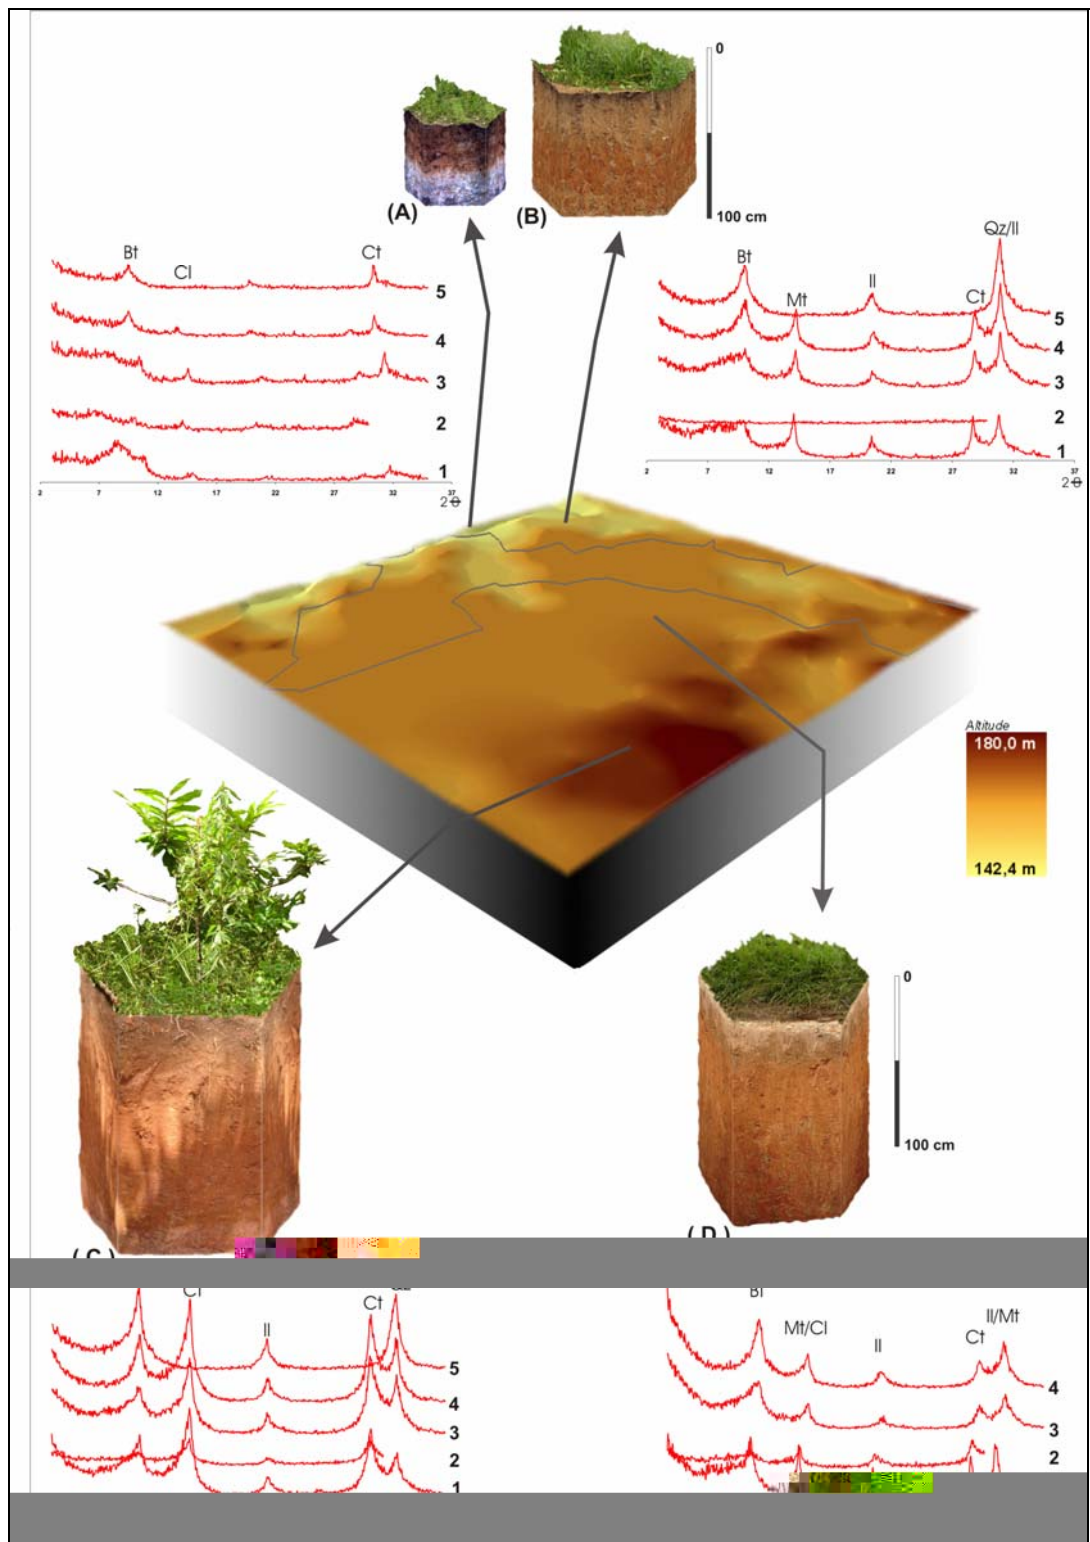 0
(A)
(B)
100 cm
Bt
Cl
Ct
5
4
3
2
1
2 7 12 17 22 27 32 37
2θ
Qz/Il
Bt
Mt
Il
Ct
5
4
3
2
1
2 7 12 17 22 27 32 37
2θ
Altitude
180,0 m
142,4 m
0
100 cm
(C)
(D)
Il
Ct
5
4
3
2
1
Bt
Mt/Cl
Il
Ct
Il/Mt
4
3
2